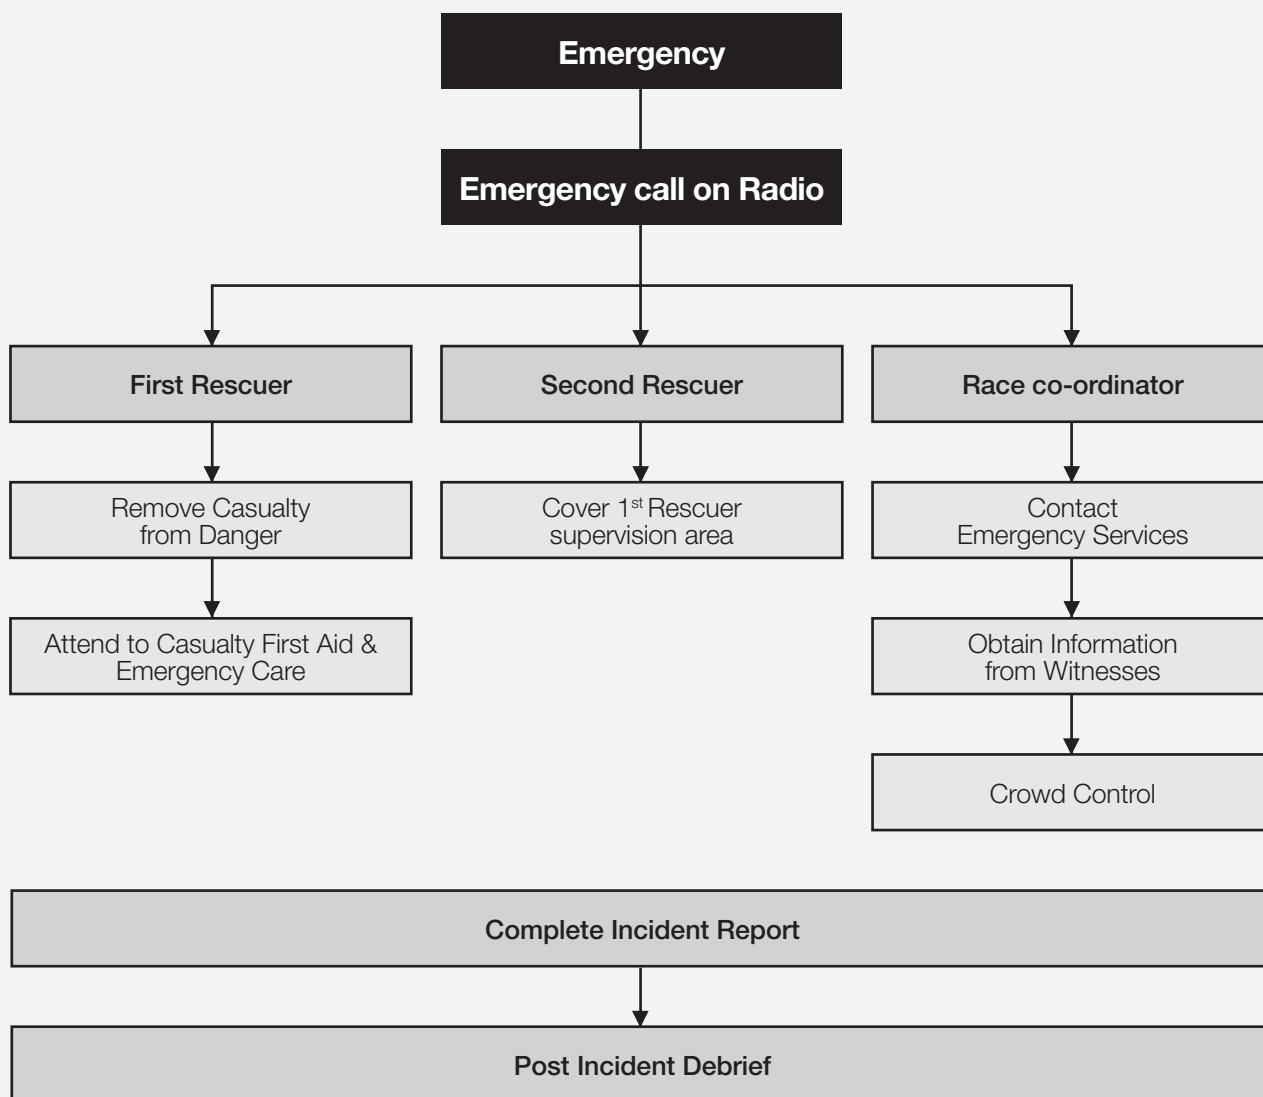 Emergency
Emergency call on Radio
First Rescuer
Second Rescuer
Race co-ordinator
Remove Casualty
from Danger
Cover 1st Rescuer
supervision area
Contact
Emergency Services
Attend to Casualty First Aid &
Emergency Care
Obtain Information
from Witnesses
Crowd Control
Complete Incident Report
Post Incident Debrief